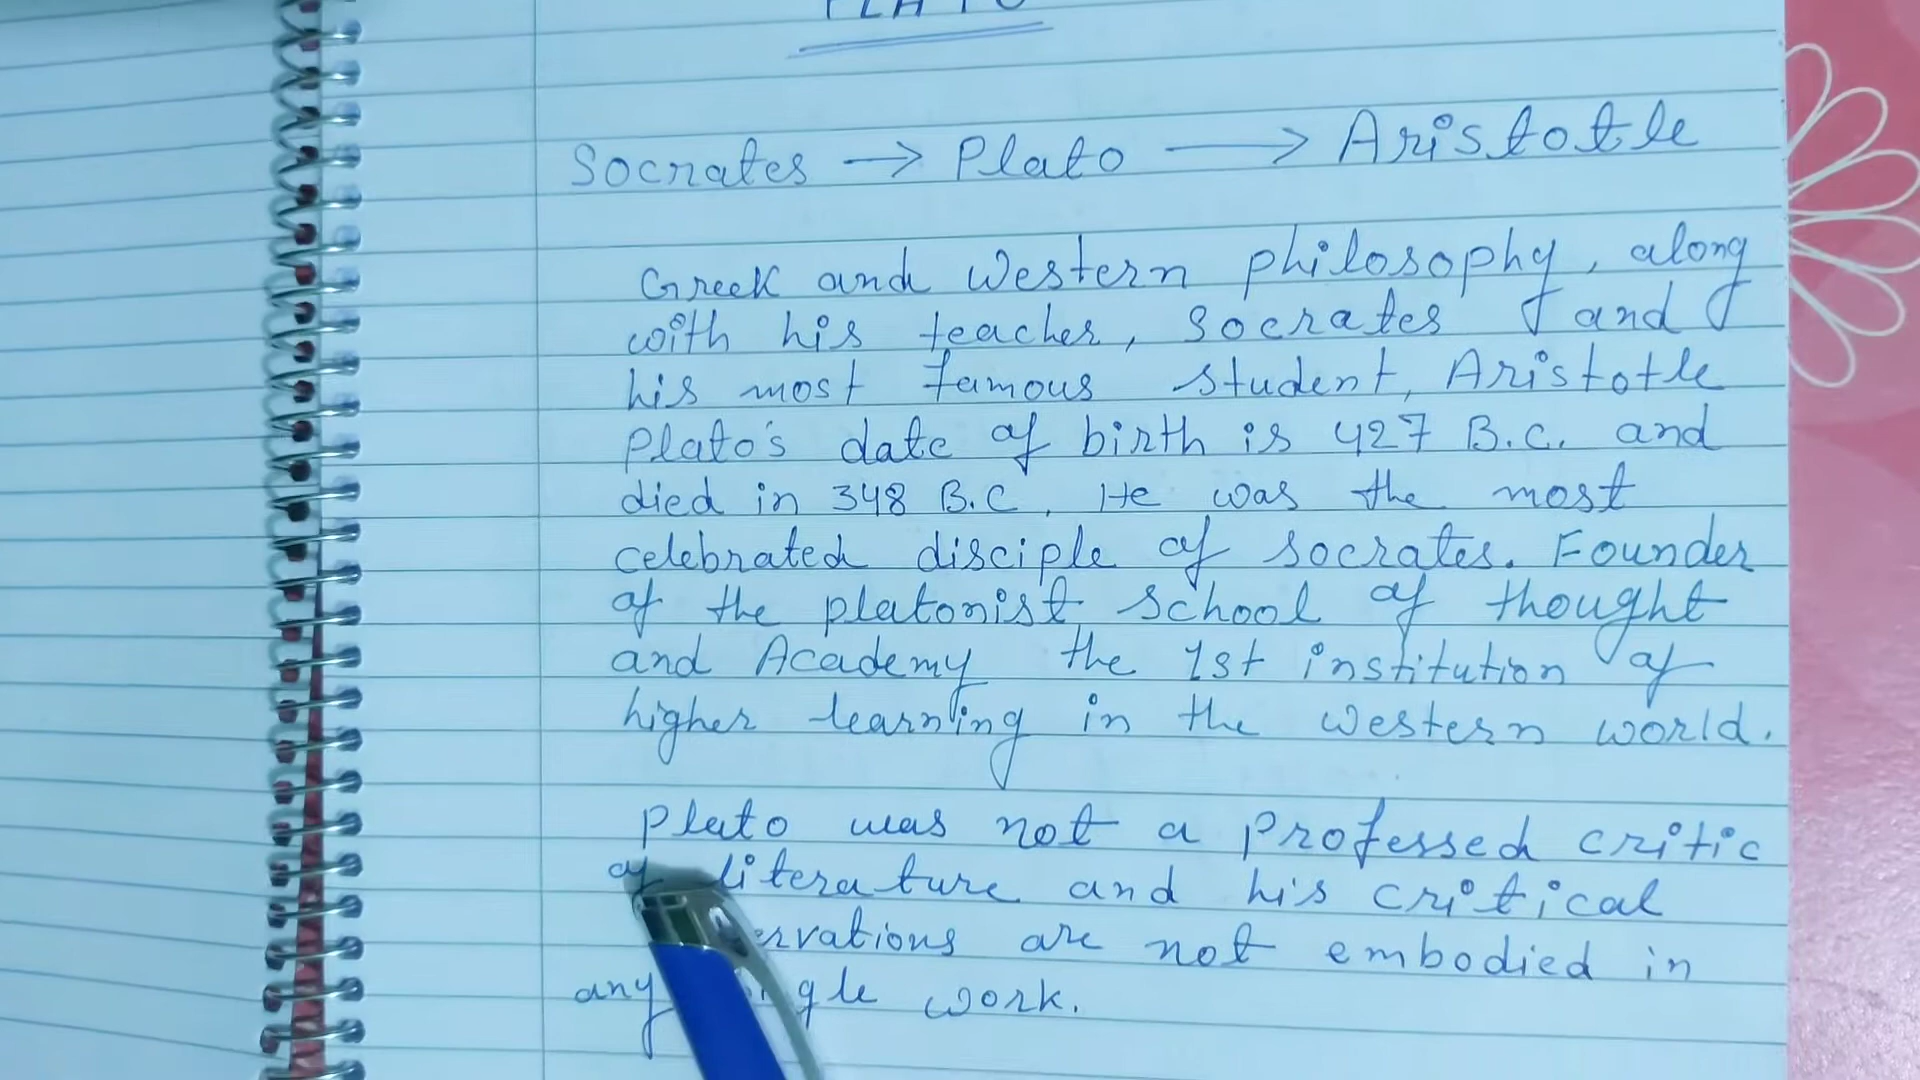 PLATO
Socrates → Plato → Aristotle
Greek and Western philosophy, along
with his teacher, Socrates and
his most famous student, Aristotle
Plato's date of birth is 427 B.C. and
died in 348 B.C. He was the most
celebrated disciple of Socrates. Founder
of the platonist school of thought
and Academy the 1st institution of
higher learning in the western world.
Plato was not a professed critic
of literature and his critical
ervations are not embodied in
any gle work.